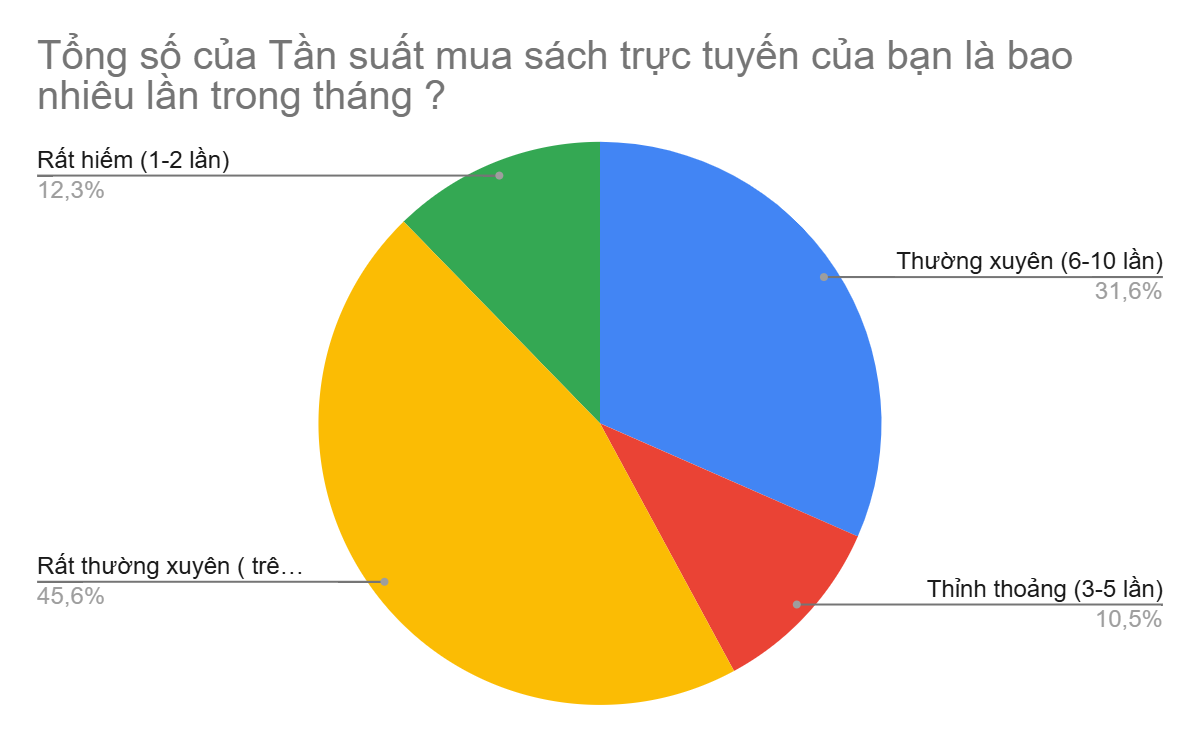 Tổng số của Tần suất mua sách trực tuyến của bạn là bao
nhiêu lần trong tháng ?
Rất hiếm (1-2 lần)
12,3%
Thường xuyên (6-10 lần)
31,6%
Rất thường xuyên ( trê…
45,6%
Thỉnh thoảng (3-5 lần)
10,5%